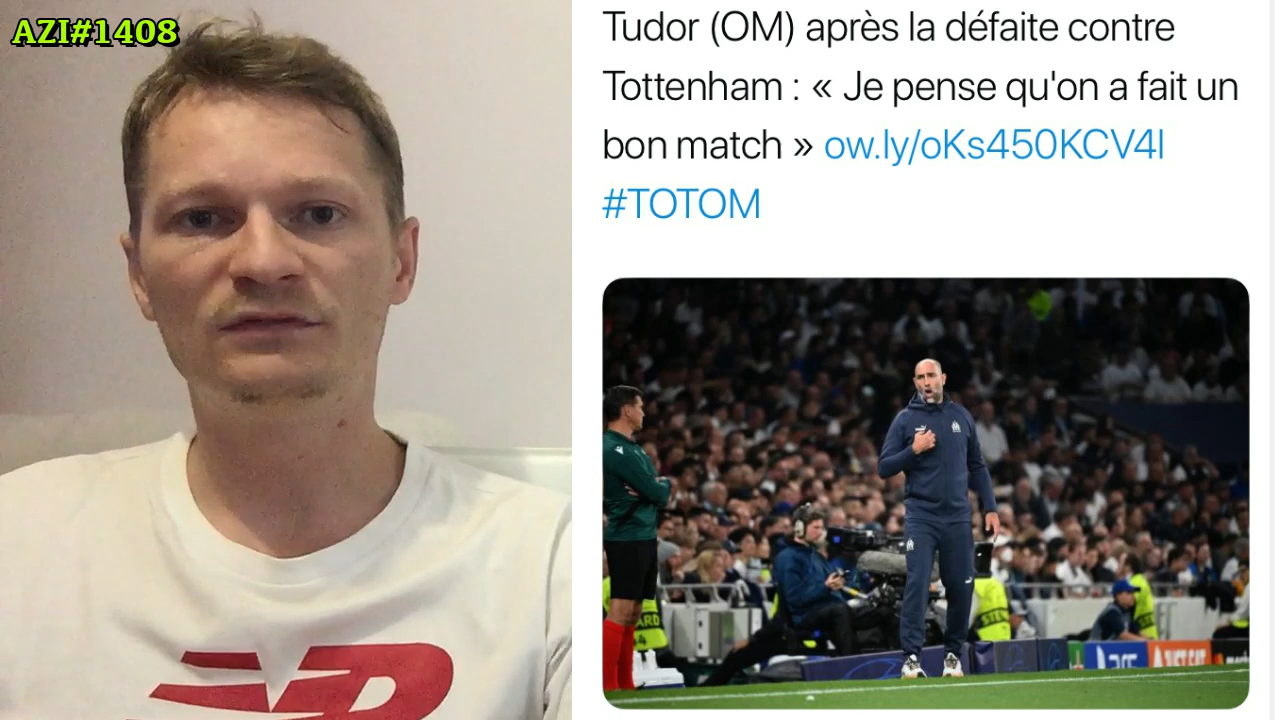 AZI#1408
Tudor (OM) après la défaite contre
Tottenham : « Je pense qu'on a fait un
bon match » ow.ly/oKs450KCV4l
#TOTOM